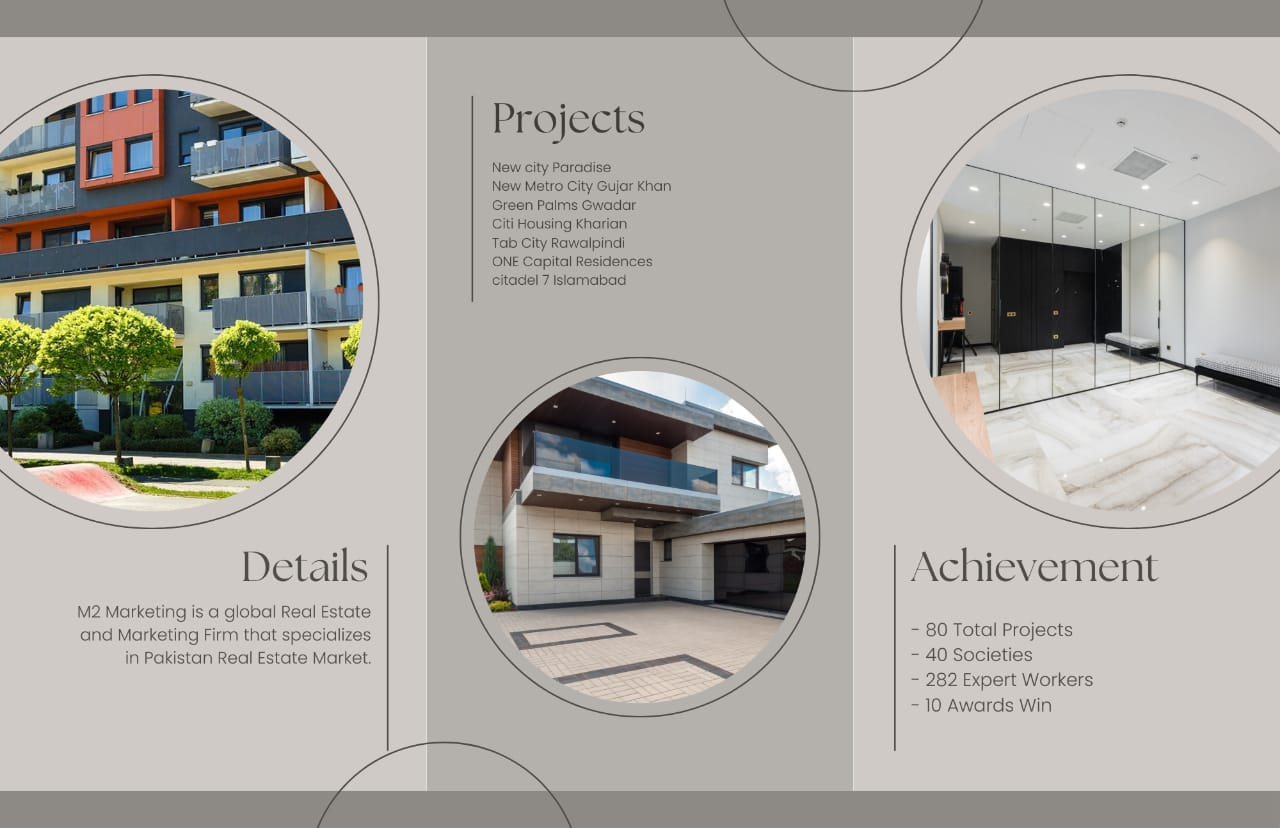 Details
M2 Marketing is a global Real Estate
and Marketing Firm that specializes
in Pakistan Real Estate Market.
Projects
New city Paradise
New Metro City Gujar Khan
Green Palms Gwadar
Citi Housing Kharian
Tab City Rawalpindi
ONE Capital Residences
citadel 7 Islamabad
Achievement
- 80 Total Projects
- 40 Societies
- 282 Expert Workers
- 10 Awards Win